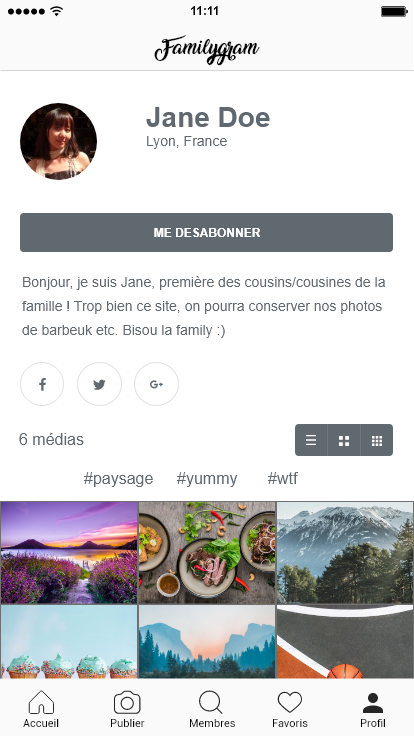 11:11
Familygram
Jane Doe
Lyon, France
ME DESABONNER
Bonjour, je suis Jane, première des cousins/cousines de la
famille ! Trop bien ce site, on pourra conserver nos photos
de barbeuk etc. Bisou la family :)
6 médias
#paysage #yummy #wtf
Accueil Publier Membres Favoris Profil